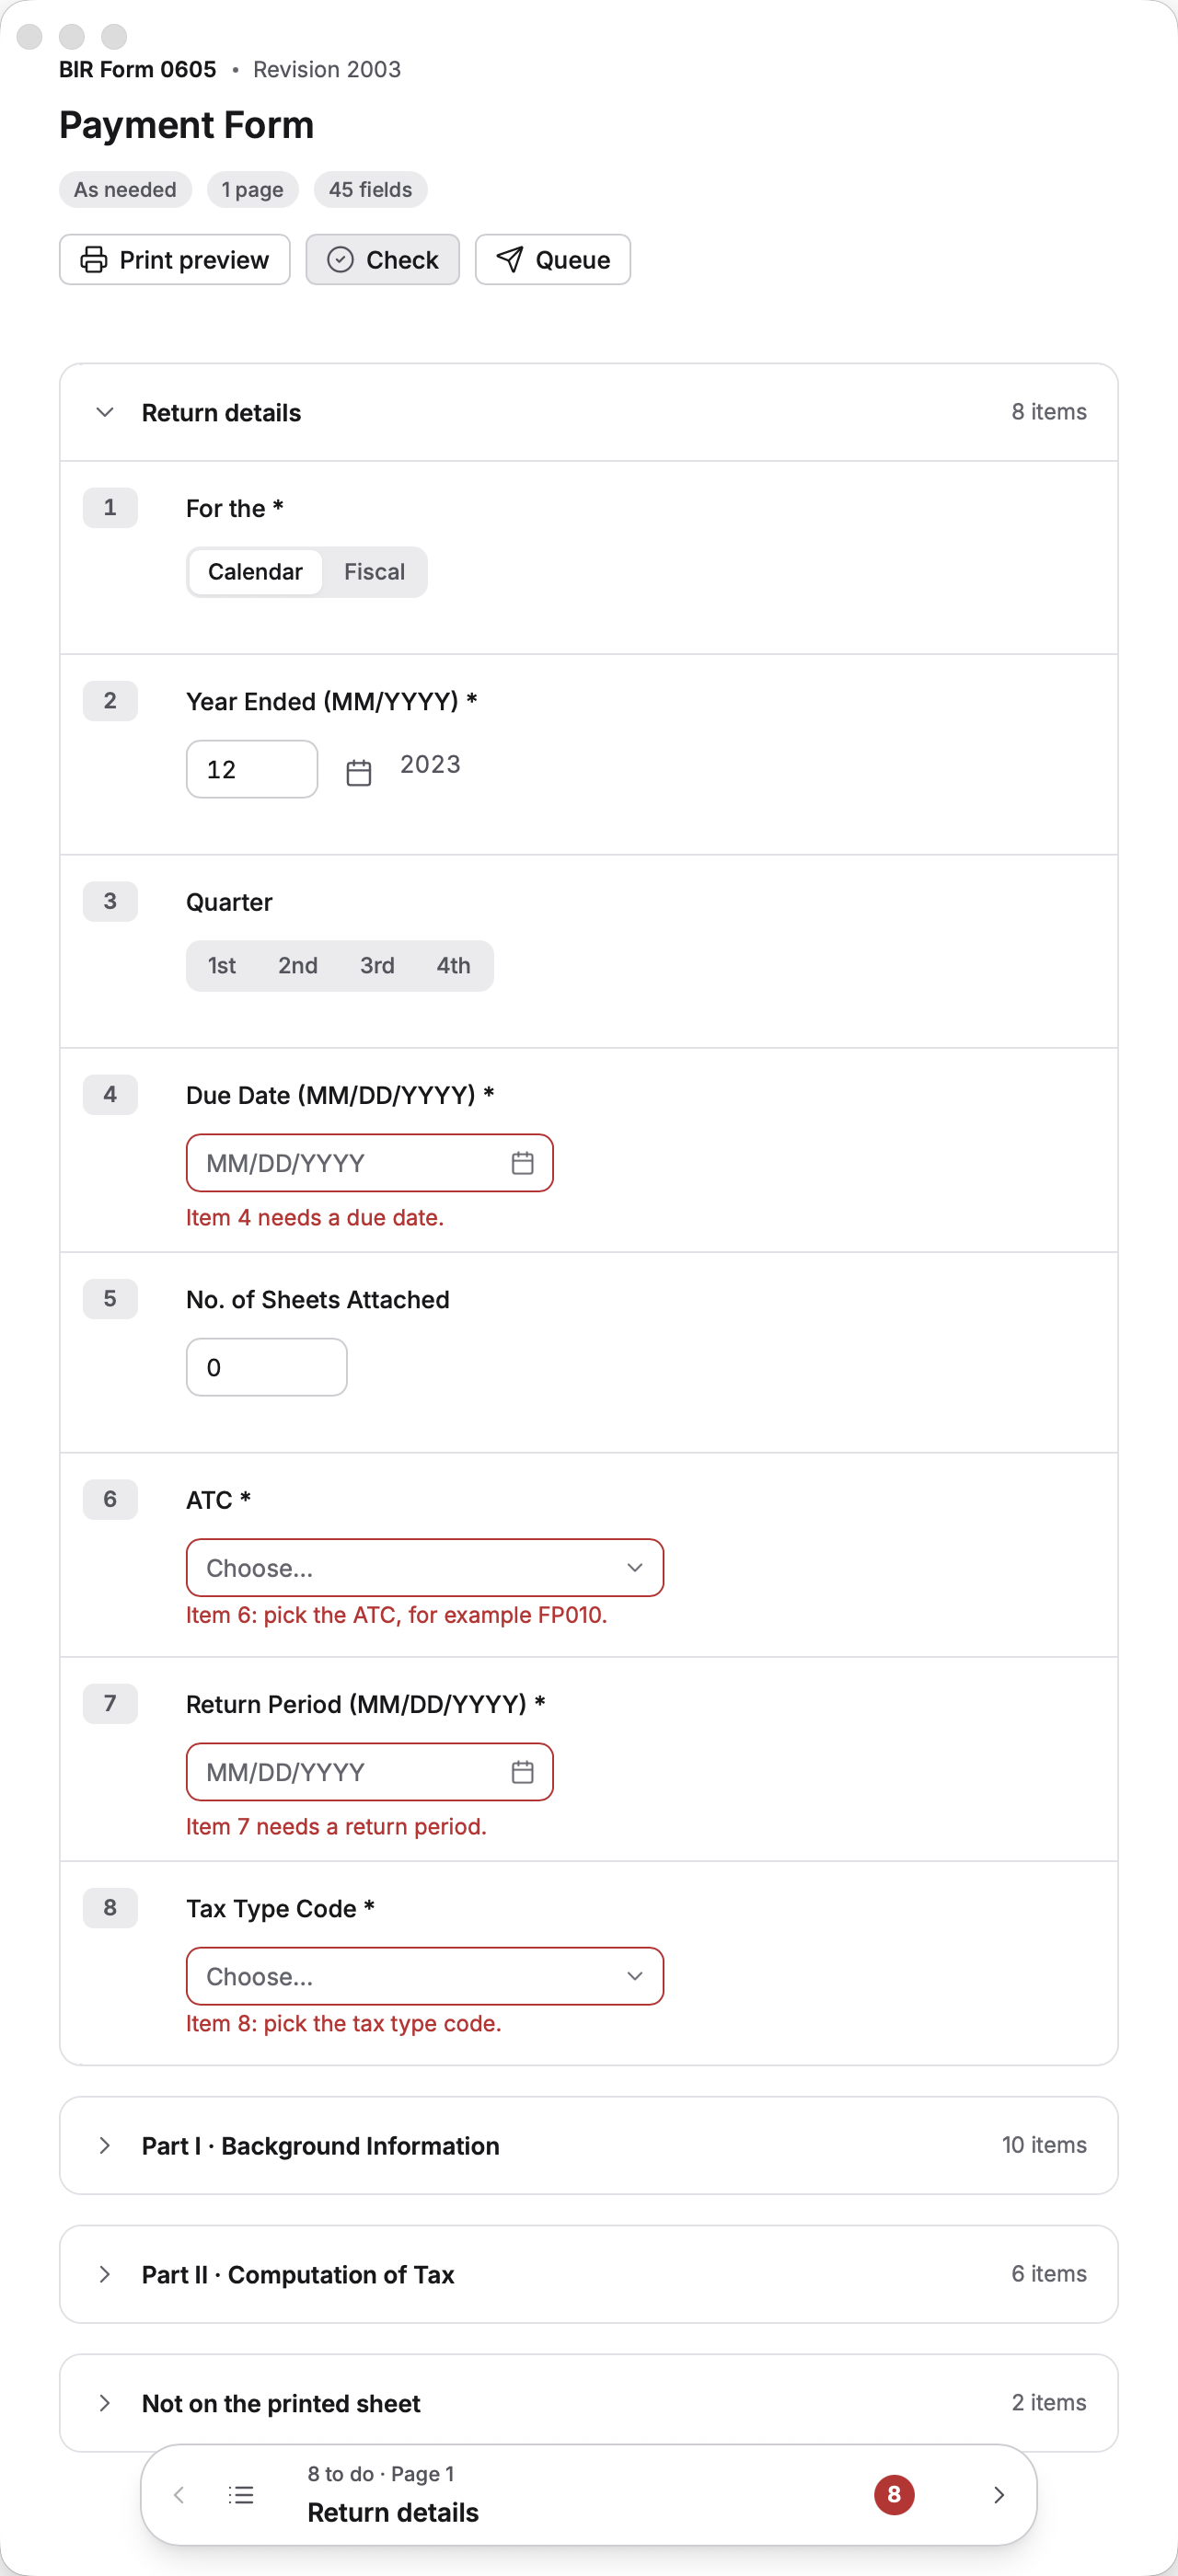 BIR Form 0605 • Revision 2003
Payment Form
As needed 1 page 45 fields
Print preview Check Queue
Return details 8 items
1 For the *
Calendar Fiscal
2 Year Ended (MM/YYYY) *
12 2023
3 Quarter
1st 2nd 3rd 4th
4 Due Date (MM/DD/YYYY) *
MM/DD/YYYY
Item 4 needs a due date.
5 No. of Sheets Attached
0
6 ATC *
Choose...
Item 6: pick the ATC, for example FP010.
7 Return Period (MM/DD/YYYY) *
MM/DD/YYYY
Item 7 needs a return period.
8 Tax Type Code *
Choose...
Item 8: pick the tax type code.
Part I · Background Information 10 items
Part II · Computation of Tax 6 items
Not on the printed sheet 2 items
8 to do · Page 1
Return details 8